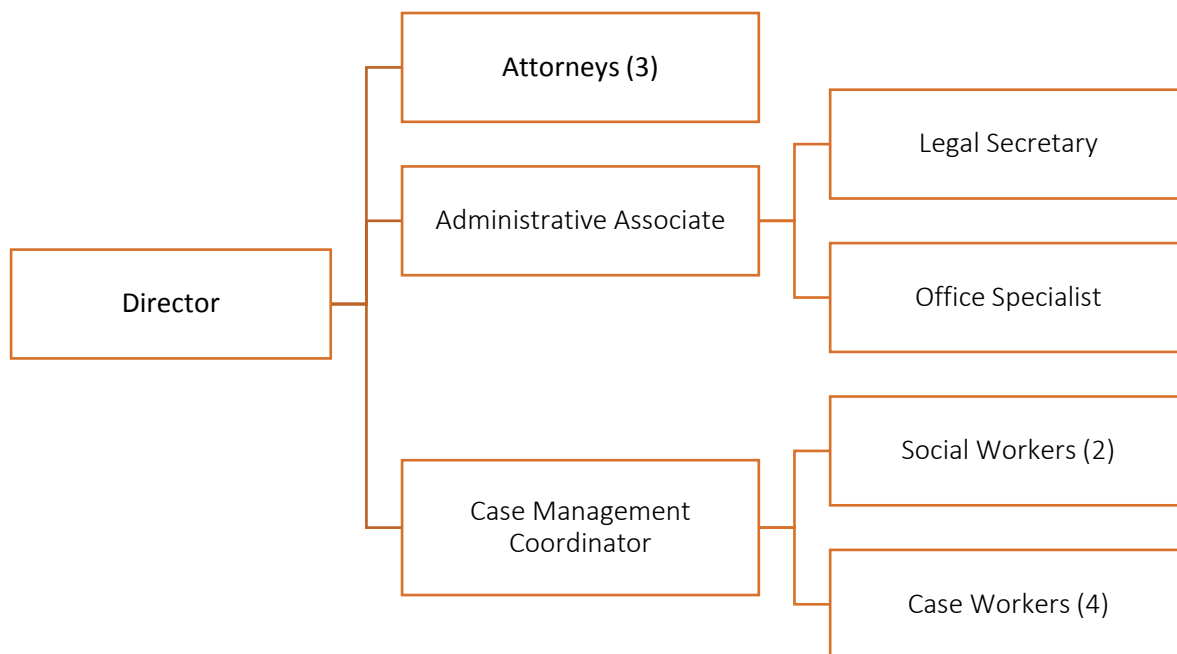 Attorneys (3)
Legal Secretary
Administrative Associate
Office Specialist
Director
Social Workers (2)
Case Management
Coordinator
Case Workers (4)